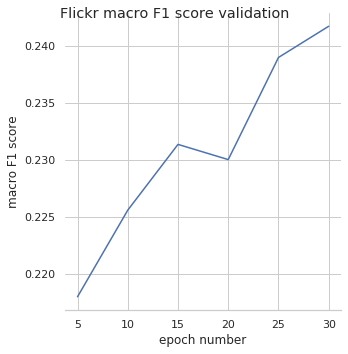 Flickr macro F1 score validation
macro F1 score
0.240
0.235
0.230
0.225
0.220
5 10 15 20 25 30
epoch number